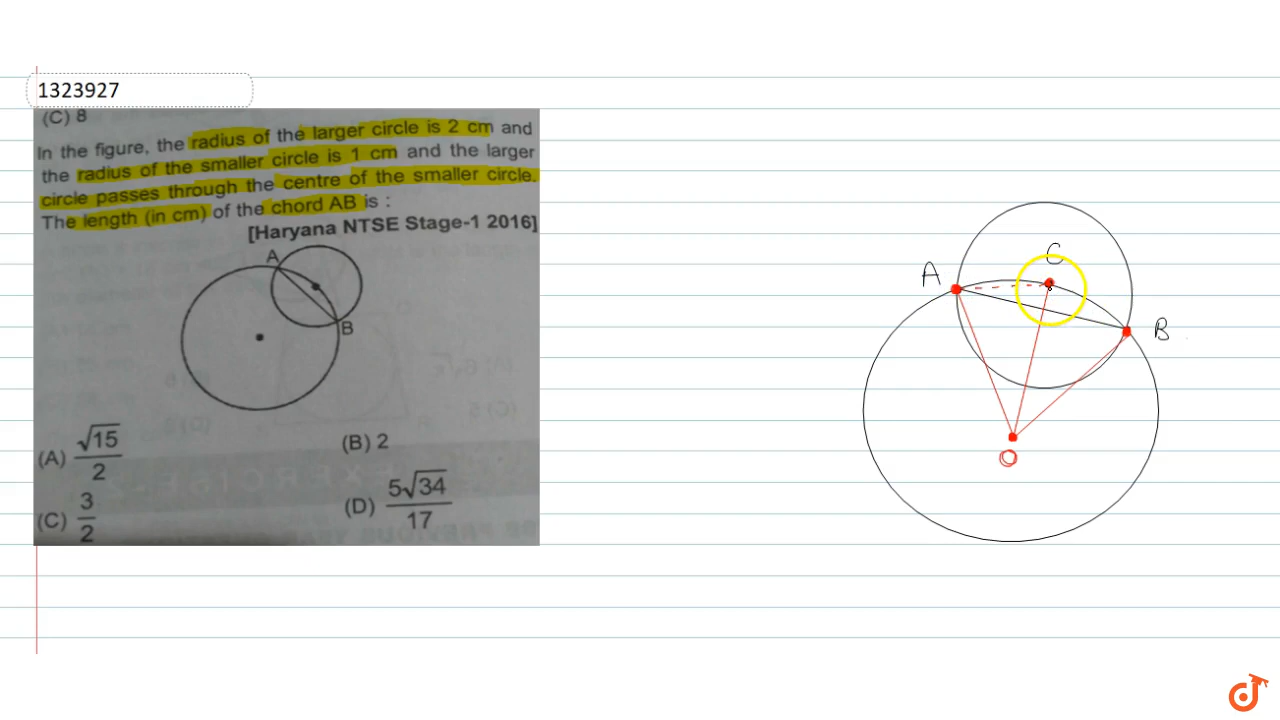 1323927
(C) 8
In the figure, the radius of the larger circle is 2 cm and
the radius of the smaller circle is 1 cm and the larger
circle passes through the centre of the smaller circle.
The length (in cm) of the chord AB is :
[Haryana NTSE Stage-1 2016]
A
B
(A) √15/2
(B) 2
(C) 3/2
(D) 5√34/17
C
A
B
O